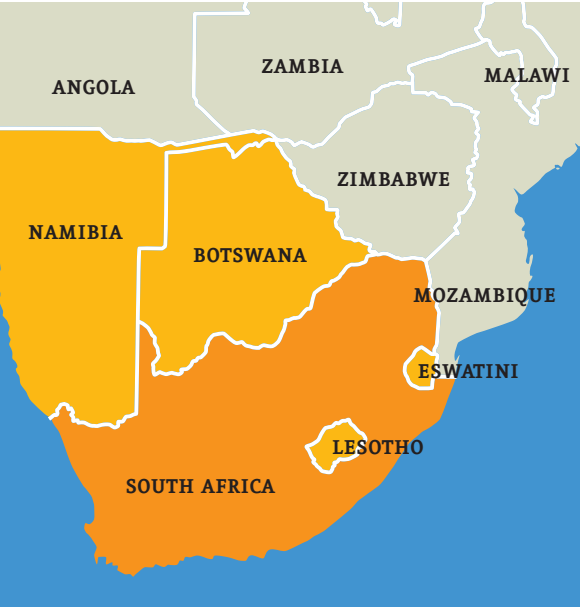 ZAMBIA
MALAWI
ANGOLA
ZIMBABWE
NAMIBIA
BOTSWANA
MOZAMBIQUE
ESWATINI
LESOTHO
SOUTH AFRICA